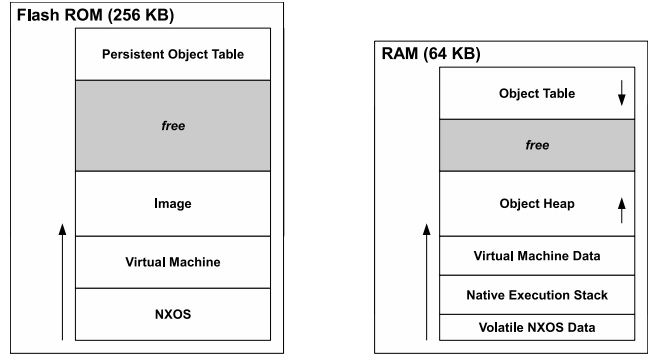 Flash ROM (256 KB)
Persistent Object Table
free
Image
Virtual Machine
NXOS
RAM (64 KB)
Object Table
free
Object Heap
Virtual Machine Data
Native Execution Stack
Volatile NXOS Data